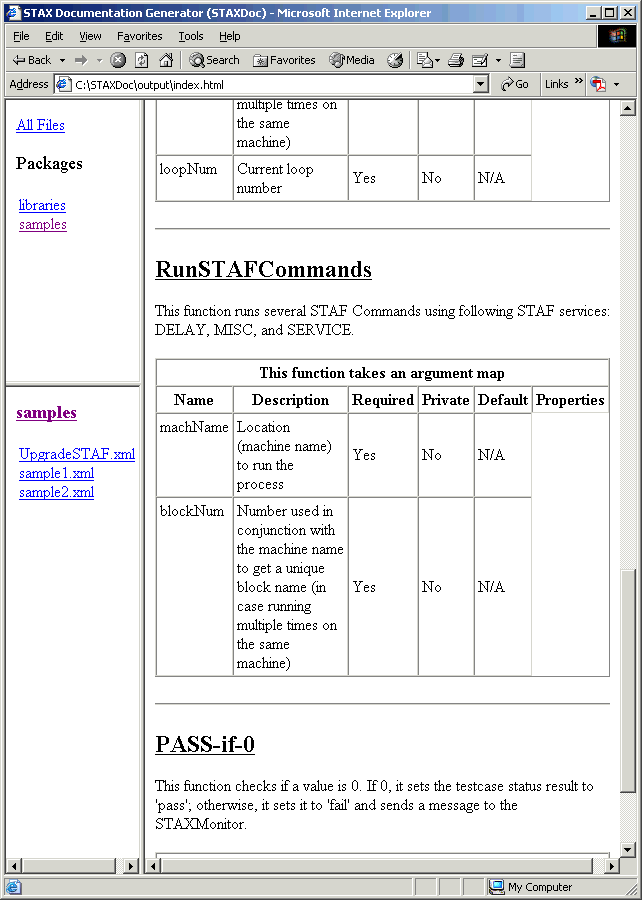 STAX Documentation Generator (STAXDoc) - Microsoft Internet Explorer
File Edit View Favorites Tools Help
Back Search Favorites Media
Address C:\STAXDoc\output\index.html Go Links »
All Files
Packages
libraries
samples
samples
UpgradeSTAF.xml
sample1.xml
sample2.xml
multiple times on
the same
machine)
loopNum Current loop
number Yes No N/A
RunSTAFCommands
This function runs several STAF Commands using following STAF services:
DELAY, MISC, and SERVICE.
This function takes an argument map
Name Description Required Private Default Properties
machName Location
(machine name)
to run the
process Yes No N/A
blockNum Number used in
conjunction with
the machine name
to get a unique
block name (in
case running
multiple times on
the same
machine) Yes No N/A
PASS-if-0
This function checks if a value is 0. If 0, it sets the testcase status result to
'pass'; otherwise, it sets it to 'fail' and sends a message to the
STAXMonitor.
My Computer